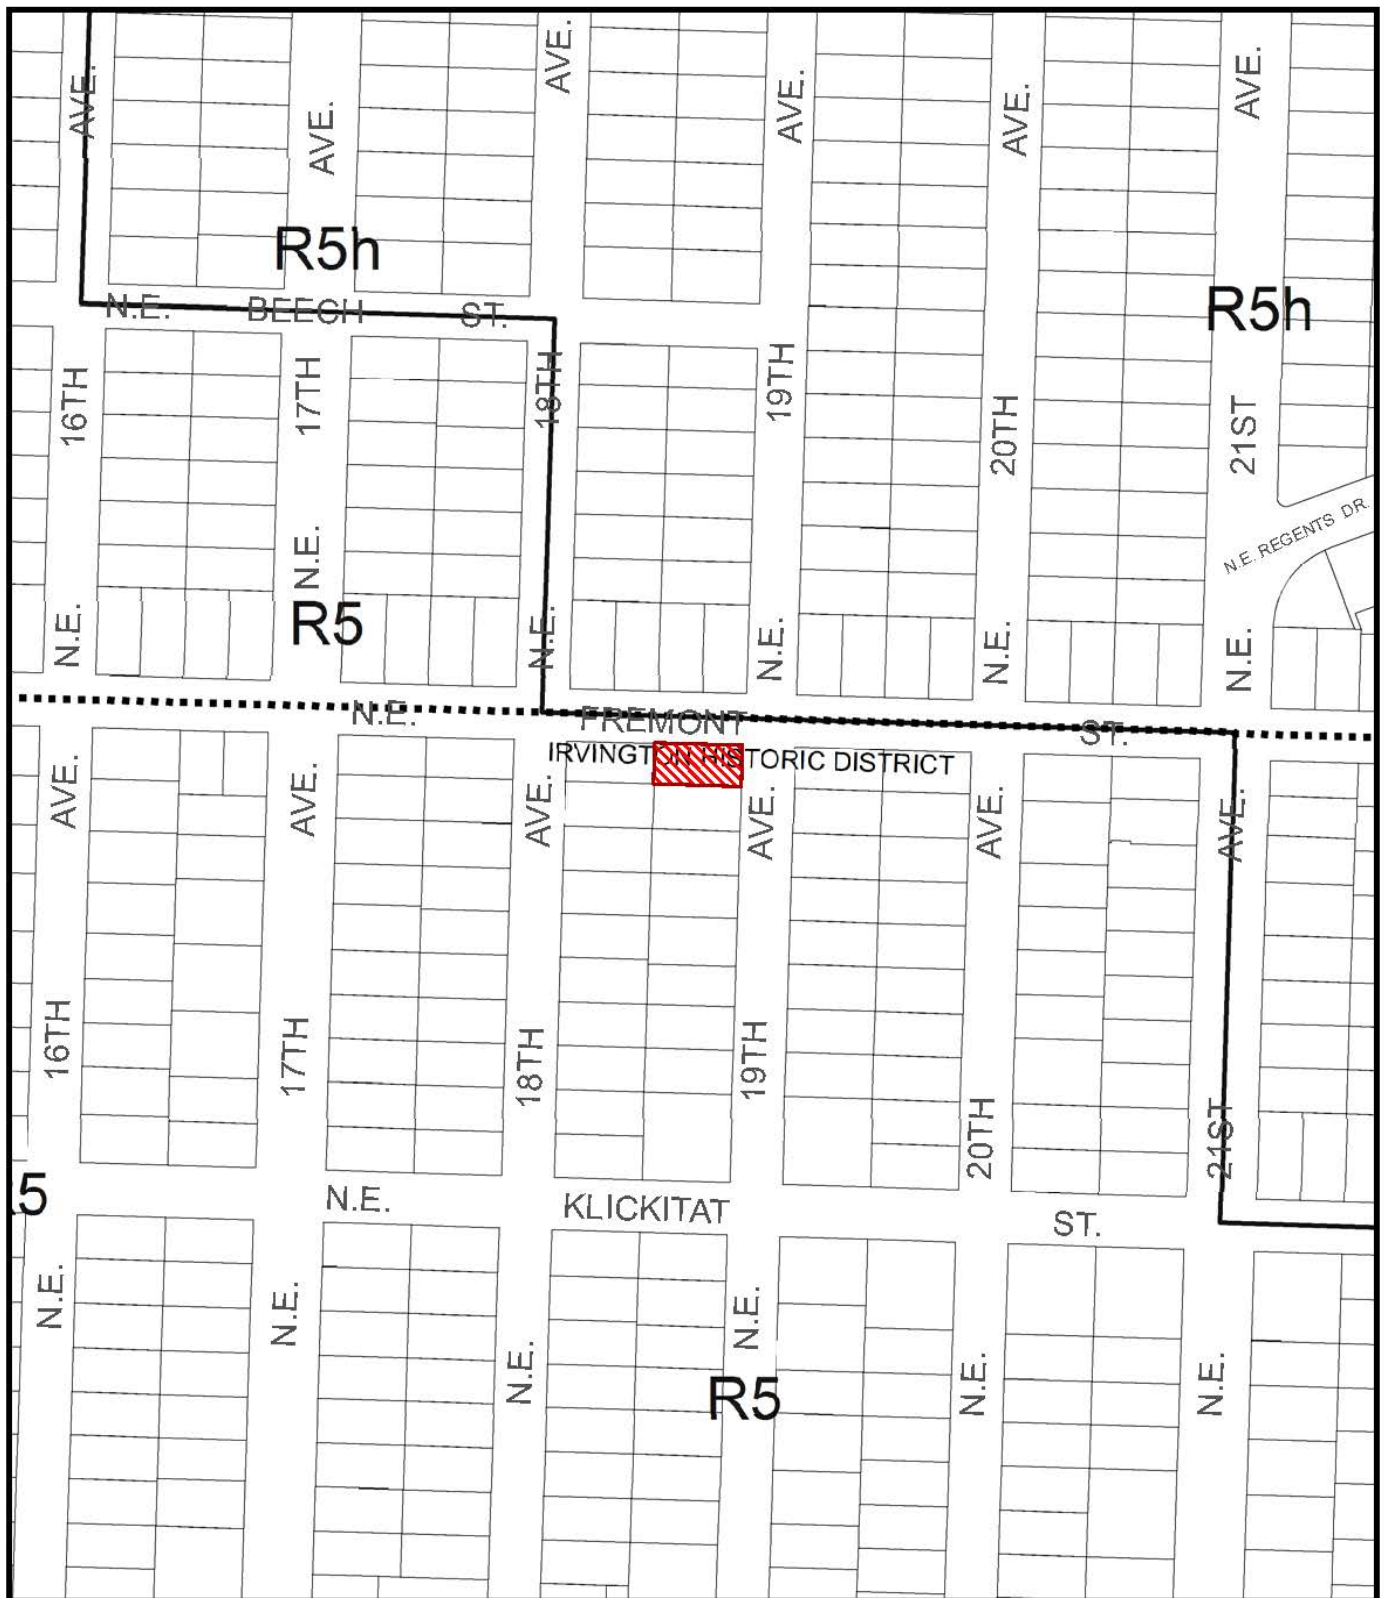 AVE.
AVE.
AVE.
AVE.
AVE.
AVE.
R5h
R5h
N.E. BEECH ST.
16TH
17TH
18TH
19TH
20TH
21ST
N.E. REGENTS DR.
N.E.
N.E.
N.E.
N.E.
N.E.
N.E.
R5
N.E. FREMONT ST.
IRVINGTON HISTORIC DISTRICT
AVE.
AVE.
AVE.
AVE.
AVE.
AVE.
16TH
17TH
18TH
19TH
20TH
21ST
R5
N.E. KLICKITAT ST.
N.E.
N.E.
N.E.
N.E.
N.E.
N.E.
R5